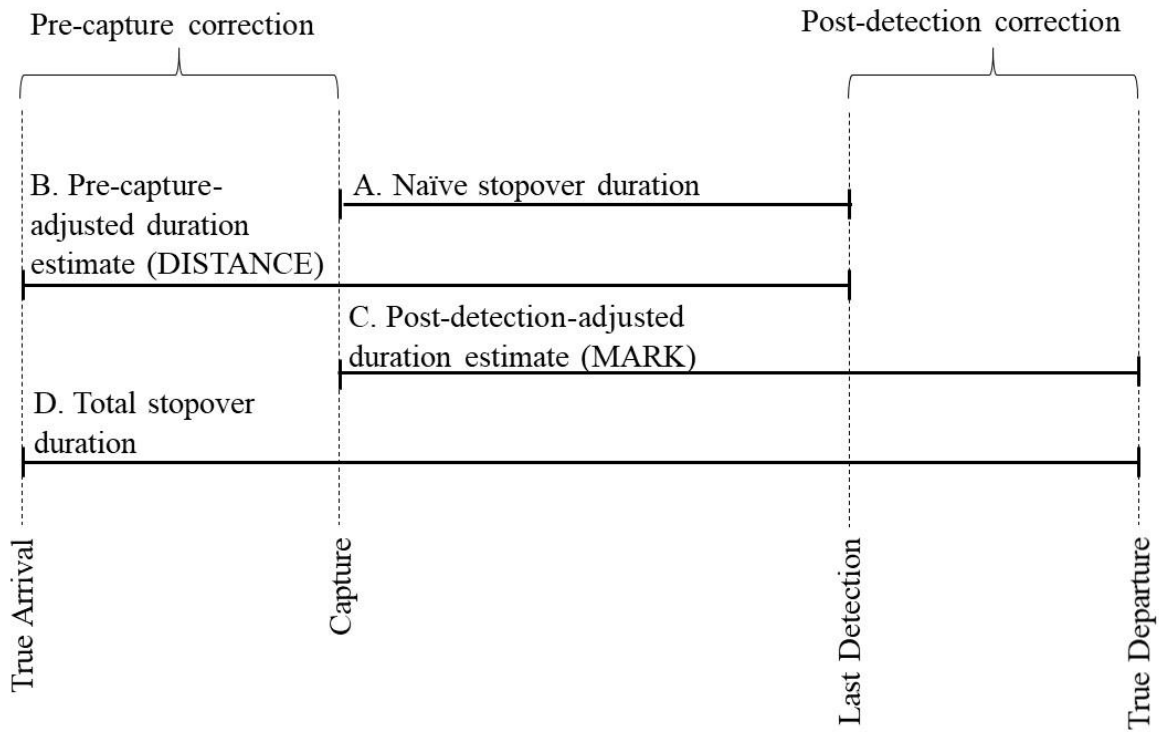 Pre-capture correction
Post-detection correction
B. Pre-capture-
adjusted duration
estimate (DISTANCE)
A. Naïve stopover duration
C. Post-detection-adjusted
duration estimate (MARK)
D. Total stopover
duration
True Arrival
Capture
Last Detection
True Departure